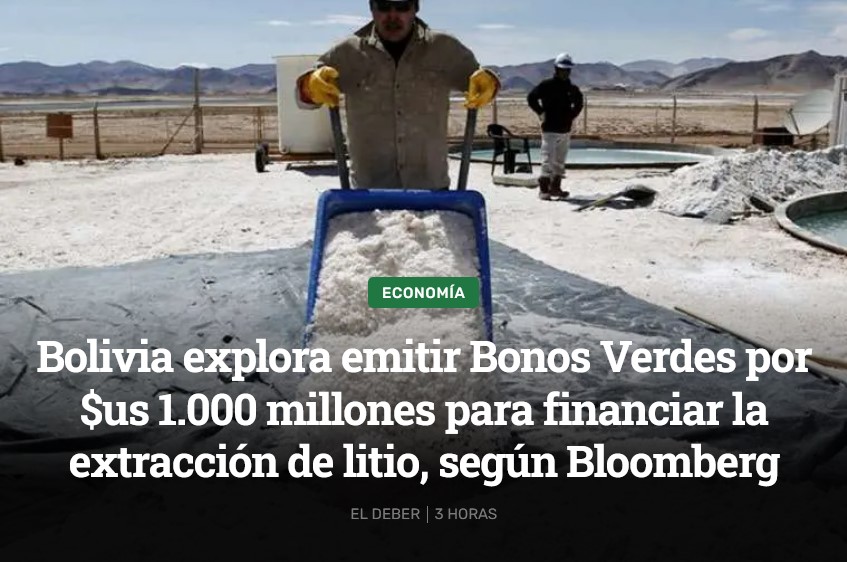 ECONOMÍA
Bolivia explora emitir Bonos Verdes por
$us 1.000 millones para financiar la
extracción de litio, según Bloomberg
EL DEBER | 3 HORAS